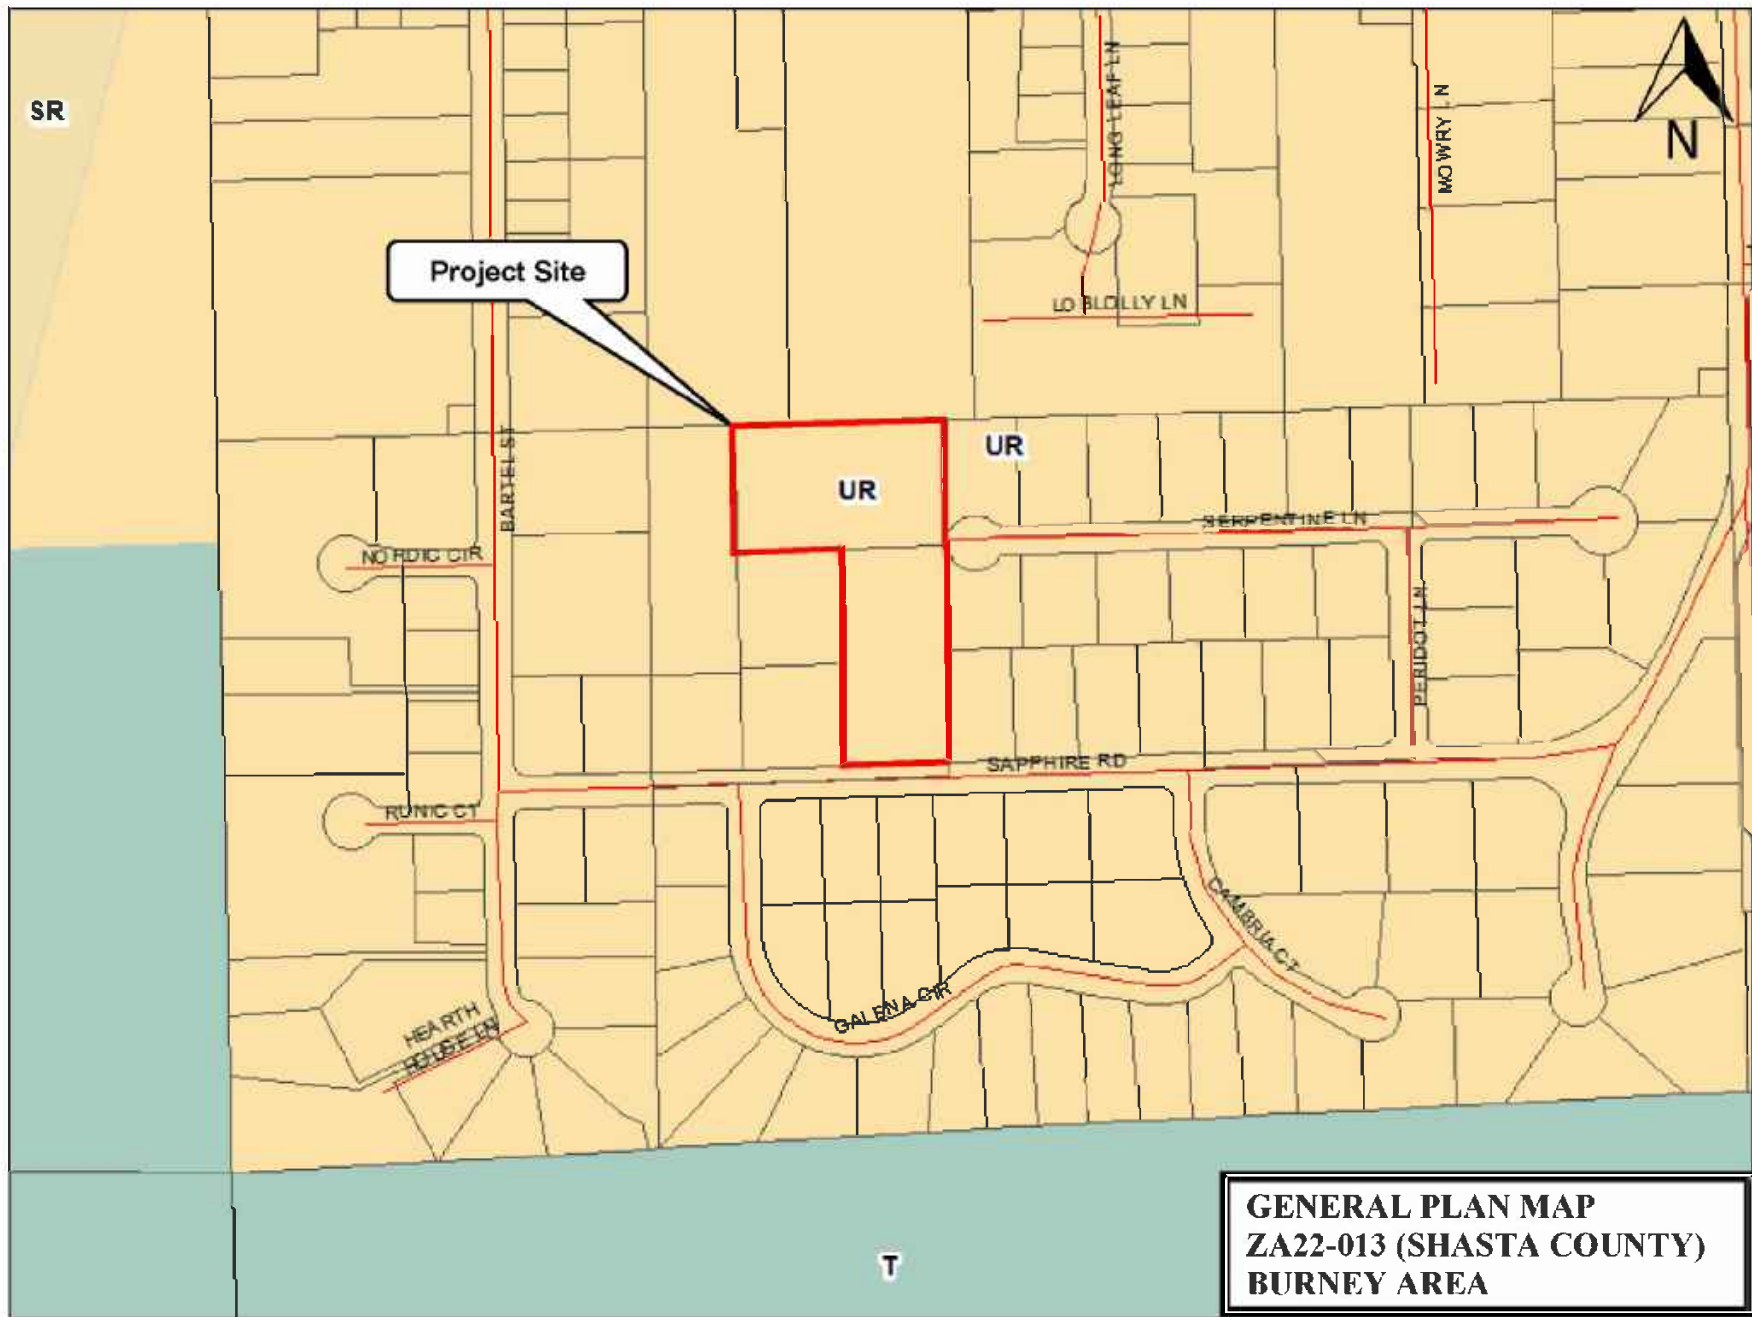 SR
LONG LEAF LN
MOWRY LN
N
Project Site
LOBLOLLY LN
BARTEL ST
UR
UR
SERPENTINE LN
NORDIC CIR
PERIDOT LN
SAPPHIRE RD
RUNIC CT
CAMBRIA CT
GALENA CIR
HEARTH
HOUSE LN
T
GENERAL PLAN MAP
ZA22-013 (SHASTA COUNTY)
BURNEY AREA